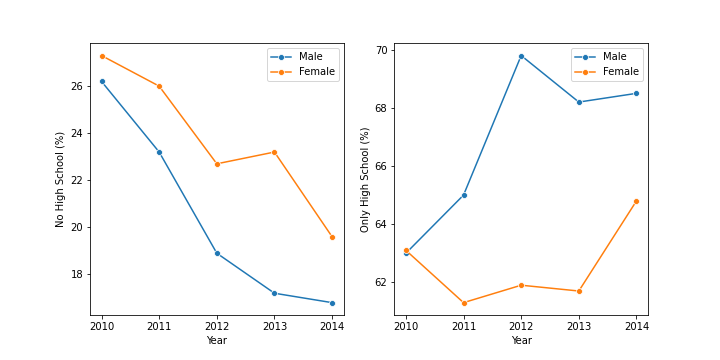 Male
Female
No High School (%)
26
24
22
20
18
2010 2011 2012 2013 2014
Year
Male
Female
Only High School (%)
70
68
66
64
62
2010 2011 2012 2013 2014
Year